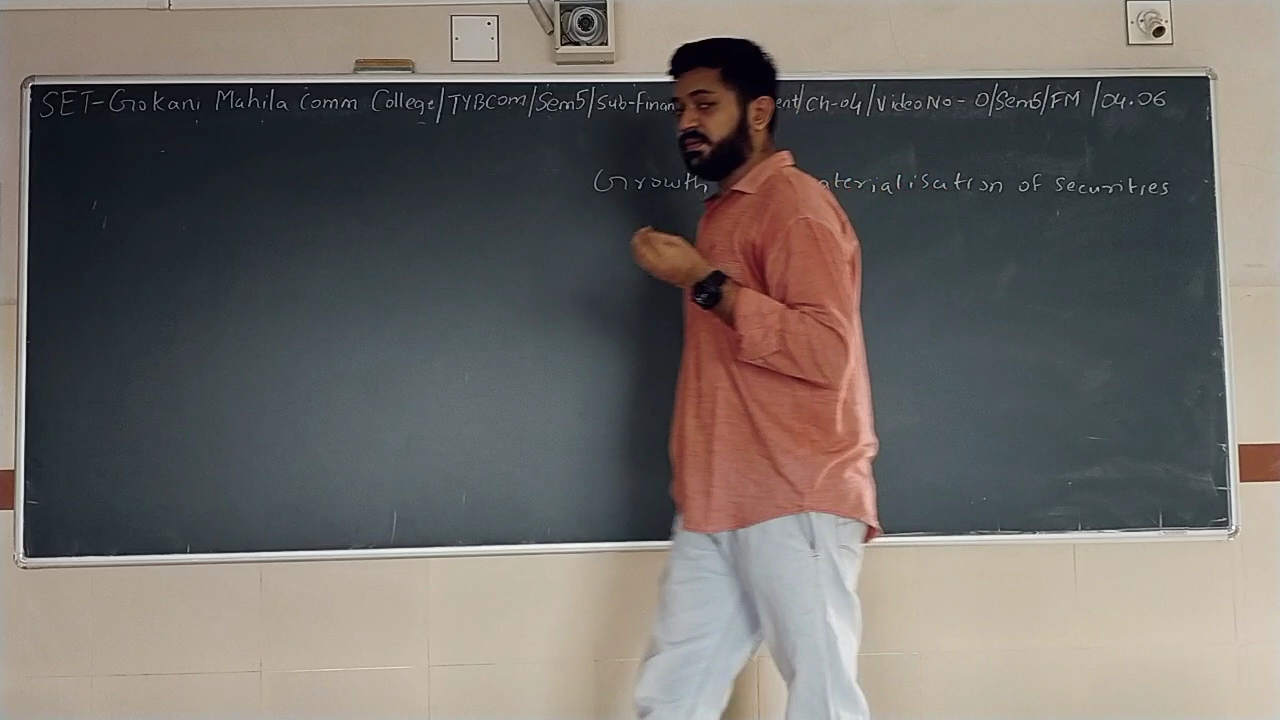 SET-Gokani Mahila Comm College/TYBCom/Sem5/Sub-Finan ent/Ch-04/Video No-0/Sem5/FM/04.06
Growth aterialisation of securities